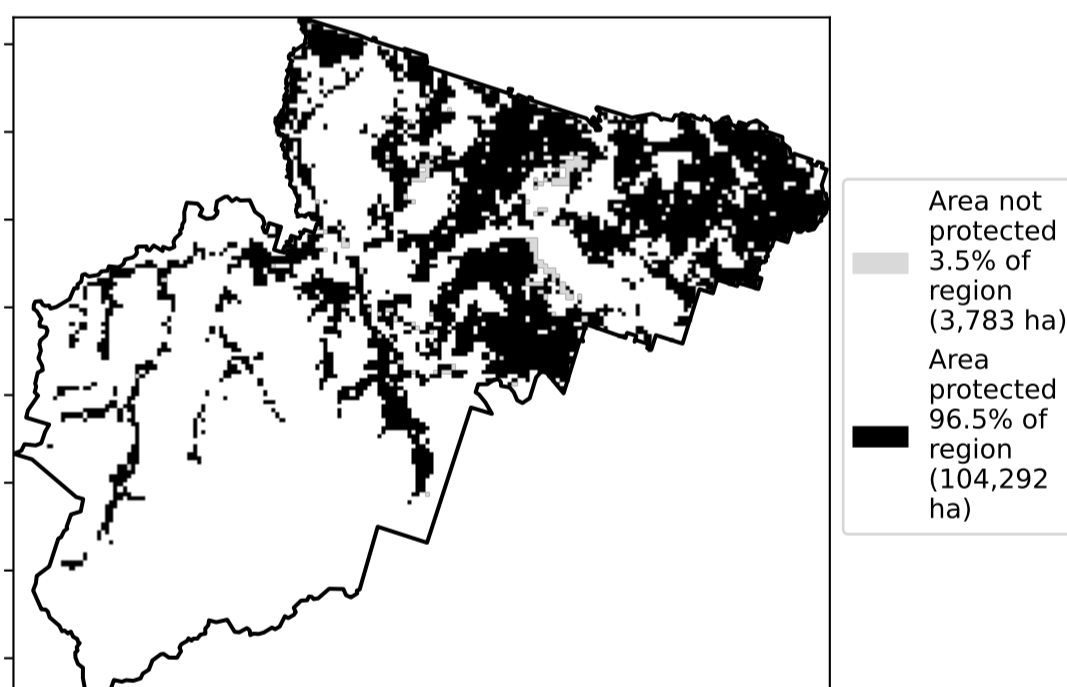 Area not
protected
3.5% of
region
(3,783 ha)
Area
protected
96.5% of
region
(104,292
ha)